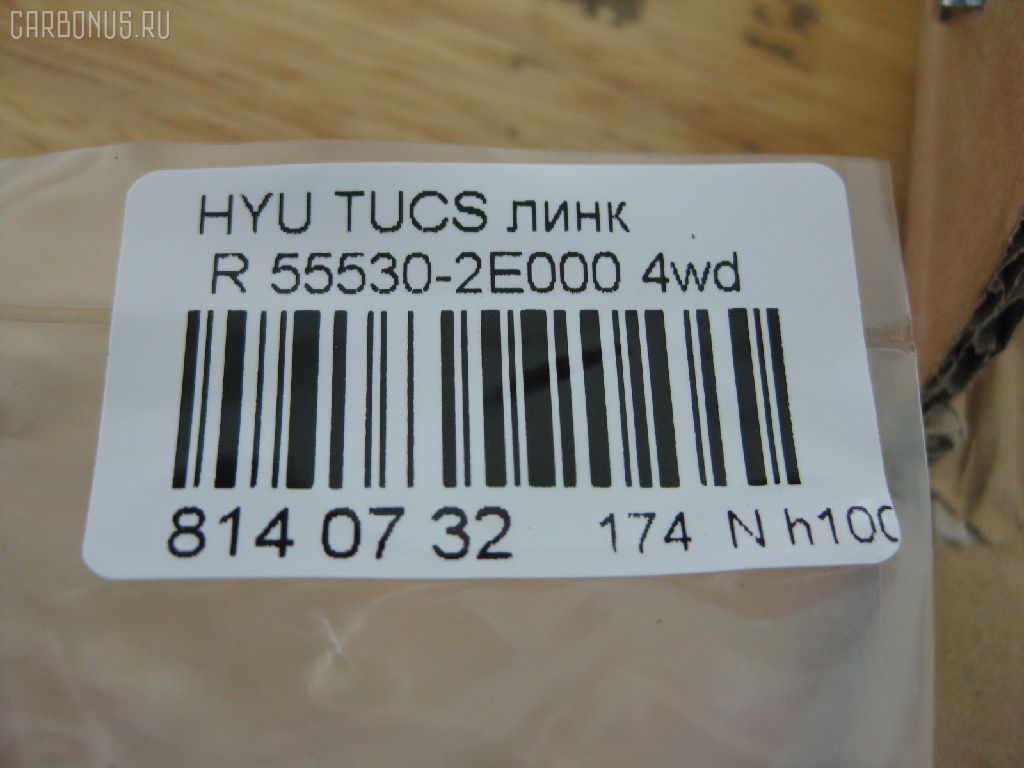 CARBONUS.RU
HYU TUCS линк
R 55530-2E000 4wd
814 07 32 174 N h100